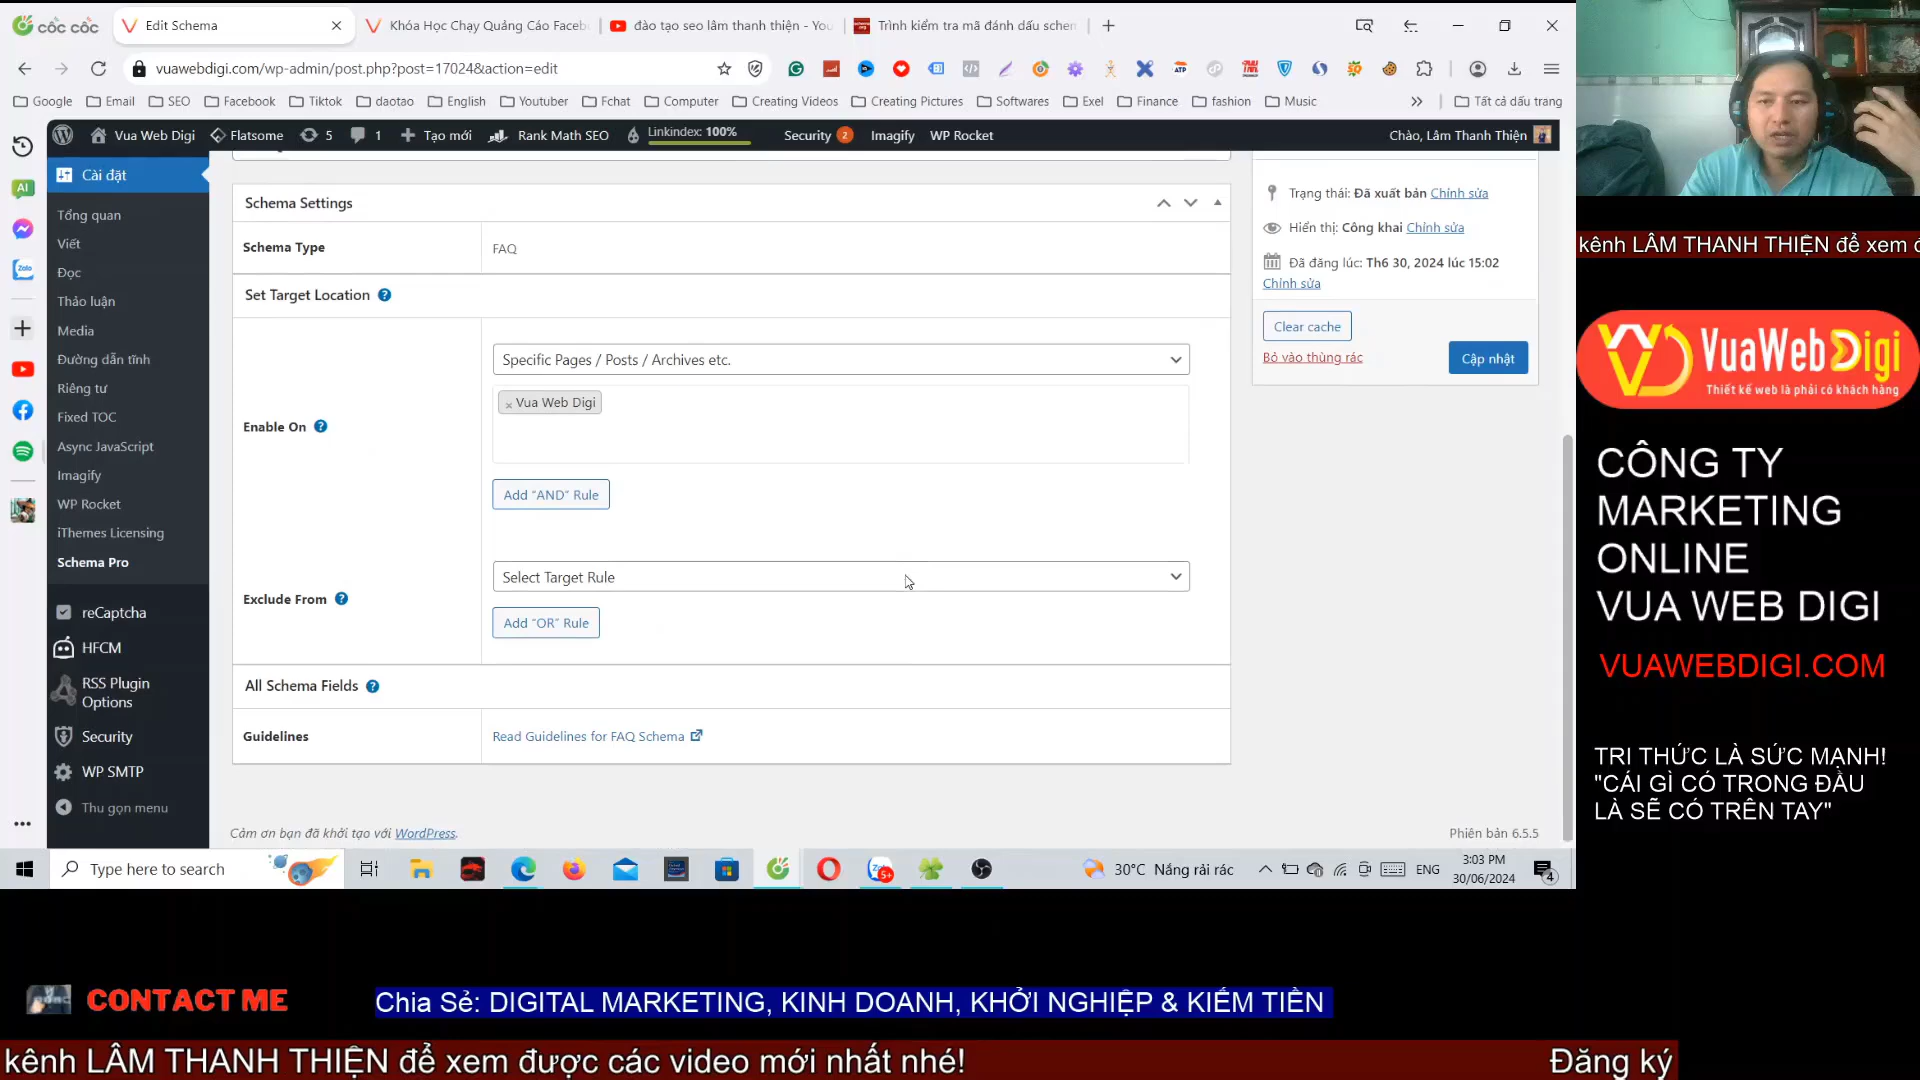 cốc cốc
Edit Schema
Khóa Học Chạy Quảng Cáo Faceb
đào tạo seo lâm thanh thiện - You
Trình kiểm tra mã đánh dấu schem
vuawebdigi.com/wp-admin/post.php?post=17024&action=edit
Google
Email
SEO
Facebook
Tiktok
daotao
English
Youtuber
Fchat
Computer
Creating Videos
Creating Pictures
Softwares
Exel
Finance
fashion
Music
Tất cả dấu trang
Vua Web Digi
Flatsome
5
1
Tạo mới
Rank Math SEO
Linkindex: 100%
Security 2
Imagify
WP Rocket
Chào, Lâm Thanh Thiện
AI
Zalo
Cài đặt
Tổng quan
Viết
Đọc
Thảo luận
Media
Đường dẫn tĩnh
Riêng tư
Fixed TOC
Async JavaScript
Imagify
WP Rocket
iThemes Licensing
Schema Pro
reCaptcha
HFCM
RSS Plugin
Options
Security
WP SMTP
Thu gọn menu
Schema Settings
Schema Type
FAQ
Set Target Location
Enable On
Specific Pages / Posts / Archives etc.
× Vua Web Digi
Add “AND” Rule
Exclude From
Select Target Rule
Add “OR” Rule
All Schema Fields
Guidelines
Read Guidelines for FAQ Schema
Cảm ơn bạn đã khởi tạo với WordPress.
Phiên bản 6.5.5
Trạng thái: Đã xuất bản Chỉnh sửa
Hiển thị: Công khai Chỉnh sửa
Đã đăng lúc: Th6 30, 2024 lúc 15:02
Chỉnh sửa
Clear cache
Bỏ vào thùng rác
Cập nhật
Type here to search
5+
30°C Nắng rải rác
ENG
3:03 PM
30/06/2024
4
kênh LÂM THANH THIỆN để xem đ
VuaWebDigi
Thiết kế web là phải có khách hàng
CÔNG TY
MARKETING
ONLINE
VUA WEB DIGI
VUAWEBDIGI.COM
TRI THỨC LÀ SỨC MẠNH!
"CÁI GÌ CÓ TRONG ĐẦU
LÀ SẼ CÓ TRÊN TAY"
CONTACT ME
Chia Sẻ: DIGITAL MARKETING, KINH DOANH, KHỞI NGHIỆP & KIẾM TIỀN
kênh LÂM THANH THIỆN để xem được các video mới nhất nhé!
Đăng ký